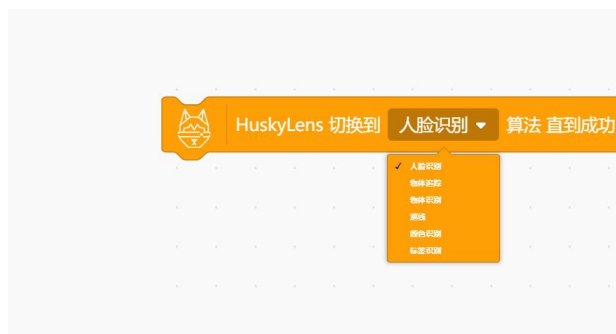 HuskyLens 切换到 人脸识别 算法 直到成功
人脸识别
物体追踪
物体识别
巡线
颜色识别
标签识别